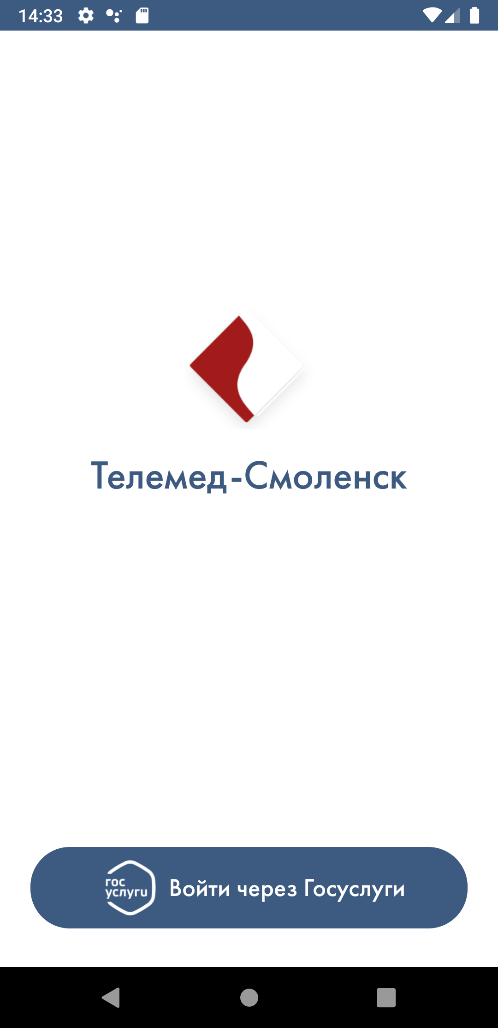 14:33
Телемед-Смоленск
гос
услуги
Войти через Госуслуги